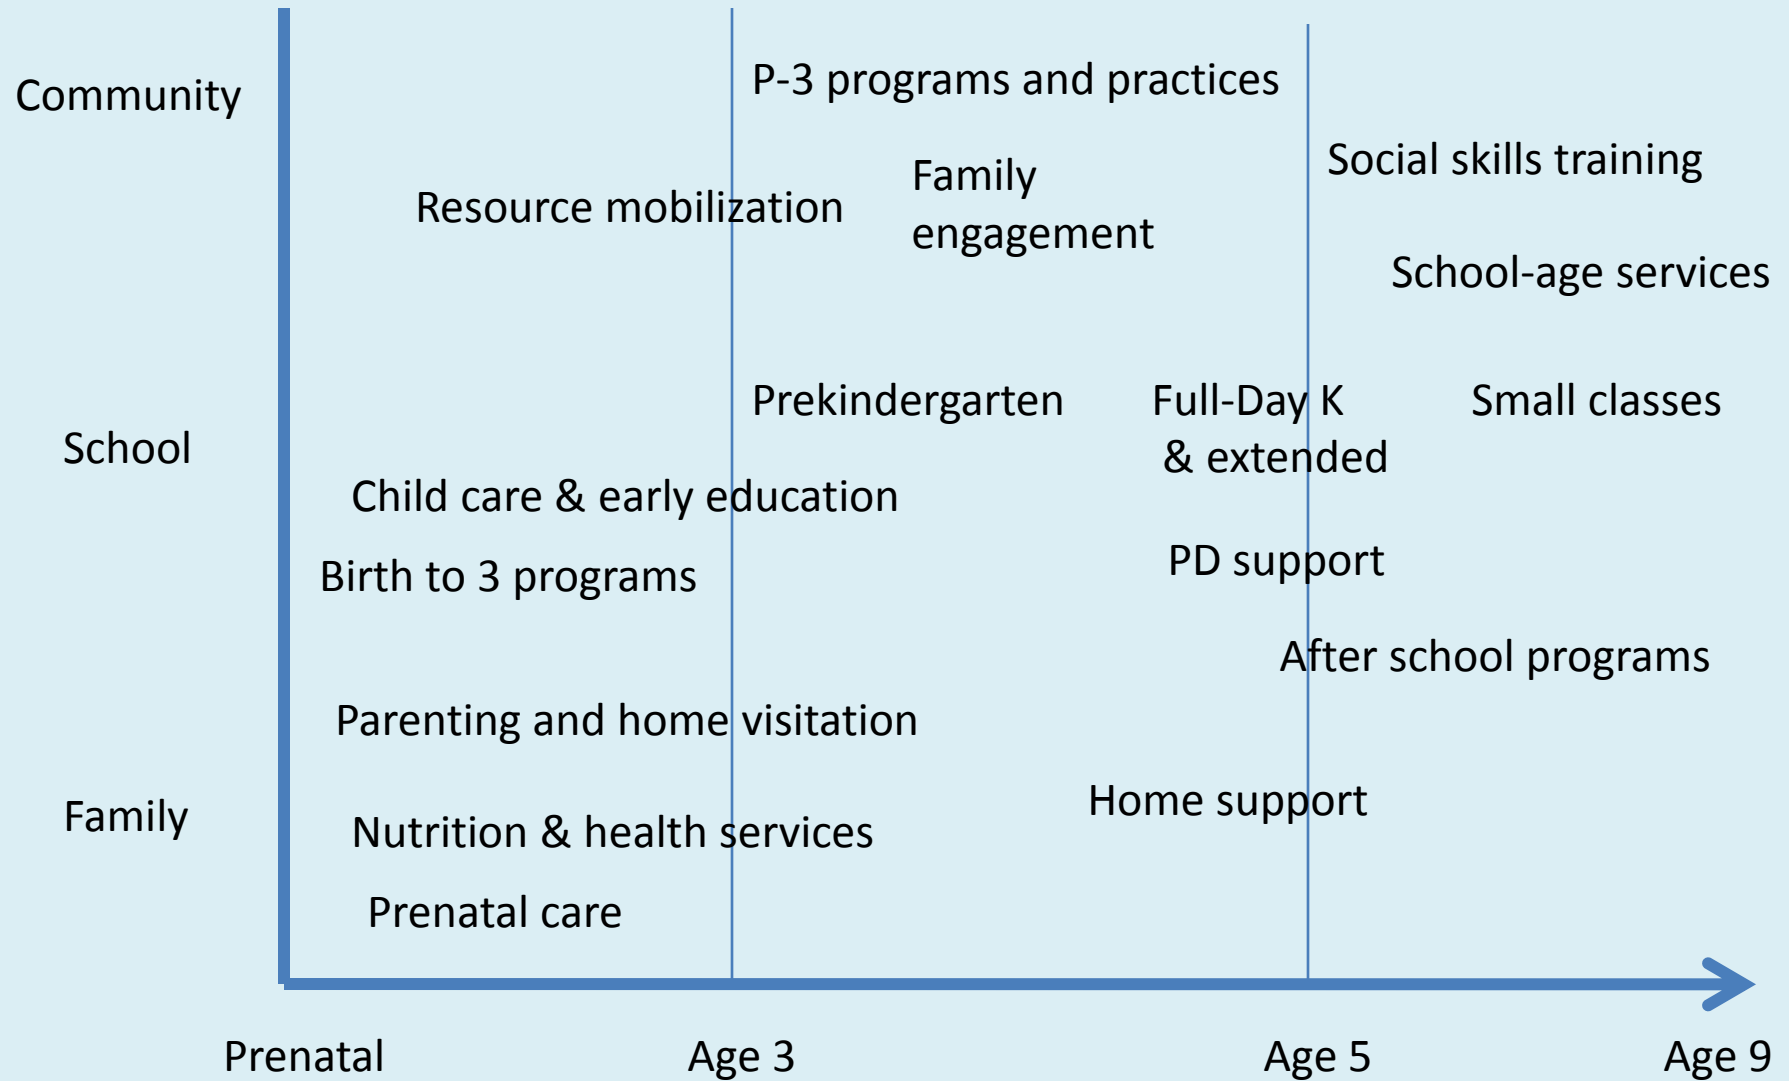 Community
P-3 programs and practices
Social skills training
Family
engagement
Resource mobilization
School-age services
School
Prekindergarten
Full-Day K
& extended
Small classes
Child care & early education
Birth to 3 programs
PD support
After school programs
Family
Parenting and home visitation
Home support
Nutrition & health services
Prenatal care
Prenatal
Age 3
Age 5
Age 9